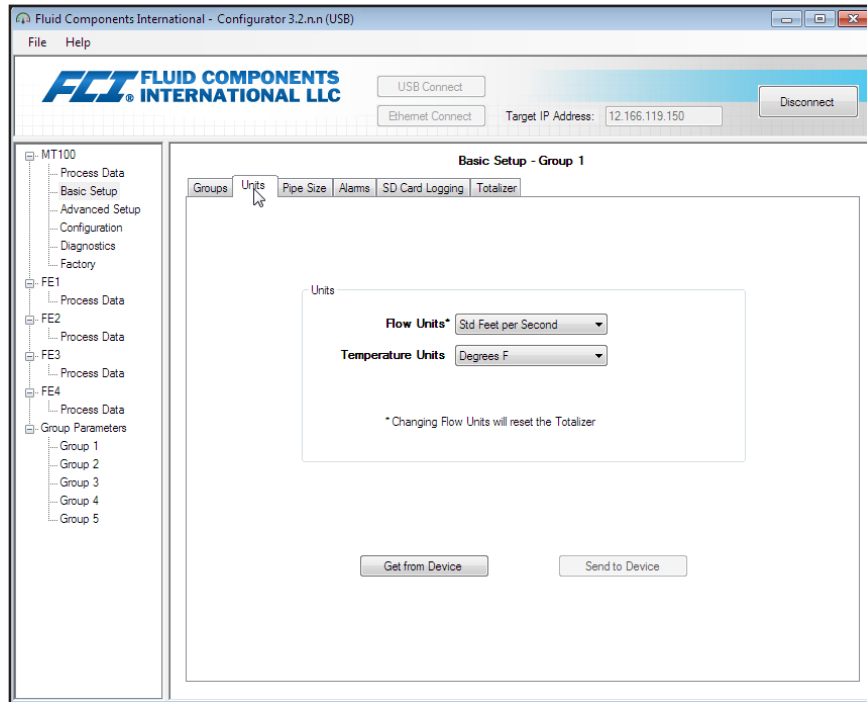 Fluid Components International - Configurator 3.2.n.n (USB)
File Help
FCI FLUID COMPONENTS
® INTERNATIONAL LLC
USB Connect
Ethernet Connect
Target IP Address: 12.166.119.150
Disconnect
MT100
Process Data
Basic Setup
Advanced Setup
Configuration
Diagnostics
Factory
FE1
Process Data
FE2
Process Data
FE3
Process Data
FE4
Process Data
Group Parameters
Group 1
Group 2
Group 3
Group 4
Group 5
Basic Setup - Group 1
Groups Units Pipe Size Alarms SD Card Logging Totalizer
Units
Flow Units* Std Feet per Second
Temperature Units Degrees F
* Changing Flow Units will reset the Totalizer
Get from Device Send to Device